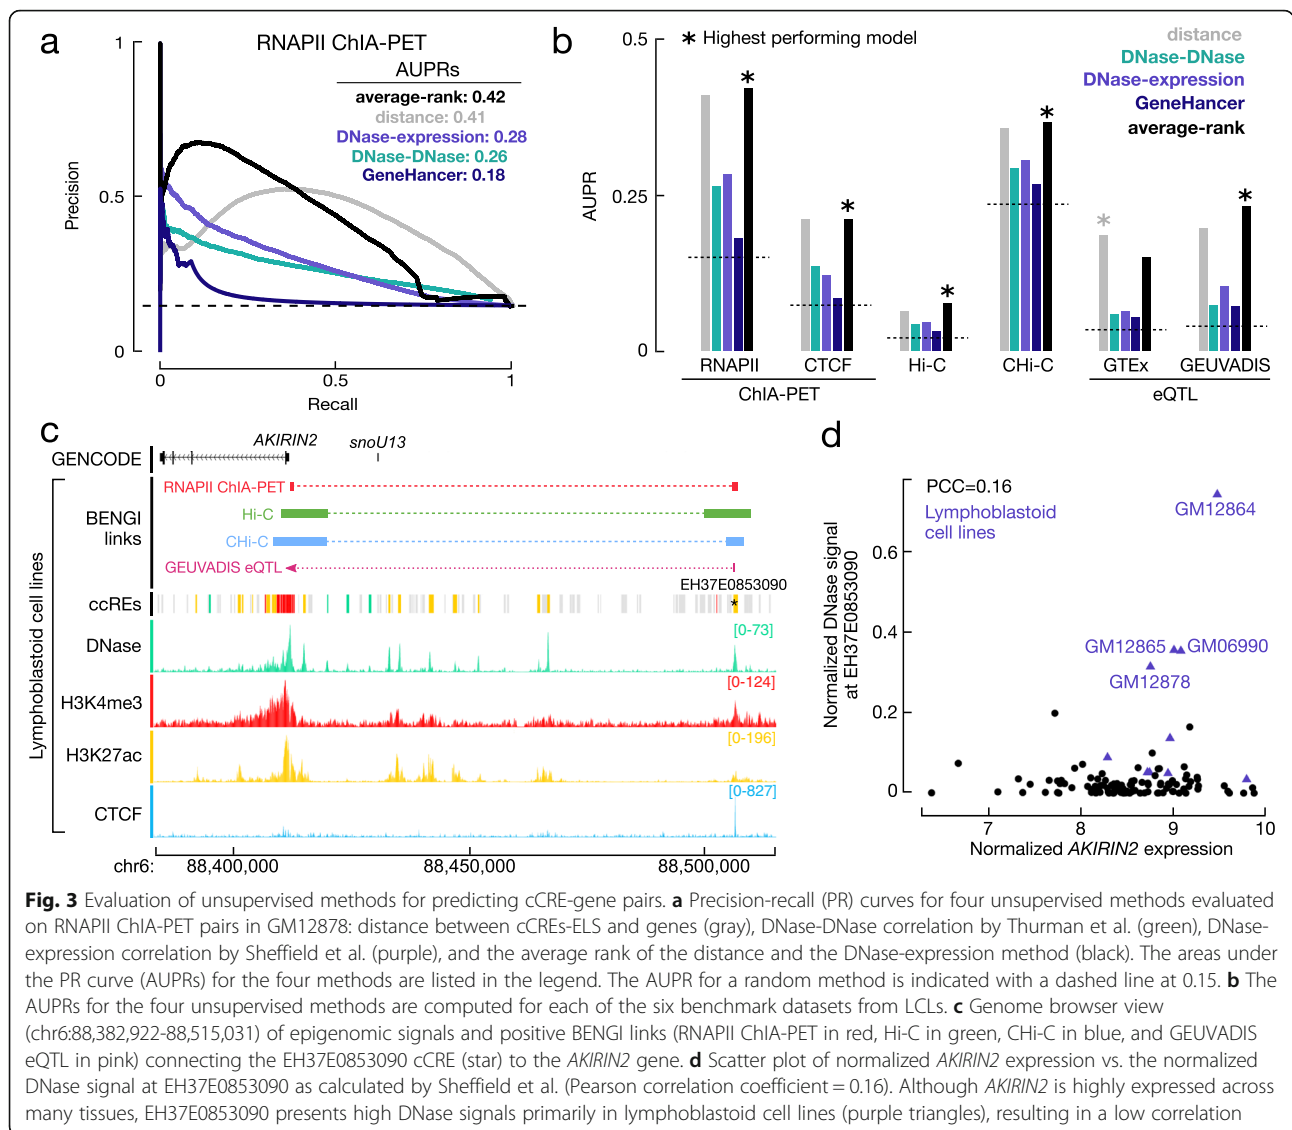 a
RNAPII ChIA-PET
AUPRs
average-rank: 0.42
distance: 0.41
DNase-expression: 0.28
DNase-DNase: 0.26
GeneHancer: 0.18
Precision
1
0.5
0
0
0.5
1
Recall
b
* Highest performing model
distance
DNase-DNase
DNase-expression
GeneHancer
average-rank
AUPR
0.5
0.25
0
*
*
*
*
*
*
RNAPII
CTCF
Hi-C
CHi-C
GTEx
GEUVADIS
ChIA-PET
eQTL
c
AKIRIN2
snoU13
GENCODE
Lymphoblastoid cell lines
BENGI
links
RNAPII ChIA-PET
Hi-C
CHi-C
GEUVADIS eQTL
EH37E0853090
ccREs
*
DNase
[0-73]
H3K4me3
[0-124]
H3K27ac
[0-196]
CTCF
[0-827]
chr6:
88,400,000
88,450,000
88,500,000
d
PCC=0.16
Lymphoblastoid
cell lines
GM12864
GM12865
GM06990
GM12878
Normalized DNase signal
at EH37E0853090
0.6
0.4
0.2
0
7
8
9
10
Normalized AKIRIN2 expression
Fig. 3 Evaluation of unsupervised methods for predicting cCRE-gene pairs. a Precision-recall (PR) curves for four unsupervised methods evaluated
on RNAPII ChIA-PET pairs in GM12878: distance between cCREs-ELS and genes (gray), DNase-DNase correlation by Thurman et al. (green), DNase-
expression correlation by Sheffield et al. (purple), and the average rank of the distance and the DNase-expression method (black). The areas under
the PR curve (AUPRs) for the four methods are listed in the legend. The AUPR for a random method is indicated with a dashed line at 0.15. b The
AUPRs for the four unsupervised methods are computed for each of the six benchmark datasets from LCLs. c Genome browser view
(chr6:88,382,922-88,515,031) of epigenomic signals and positive BENGI links (RNAPII ChIA-PET in red, Hi-C in green, CHi-C in blue, and GEUVADIS
eQTL in pink) connecting the EH37E0853090 cCRE (star) to the AKIRIN2 gene. d Scatter plot of normalized AKIRIN2 expression vs. the normalized
DNase signal at EH37E0853090 as calculated by Sheffield et al. (Pearson correlation coefficient = 0.16). Although AKIRIN2 is highly expressed across
many tissues, EH37E0853090 presents high DNase signals primarily in lymphoblastoid cell lines (purple triangles), resulting in a low correlation